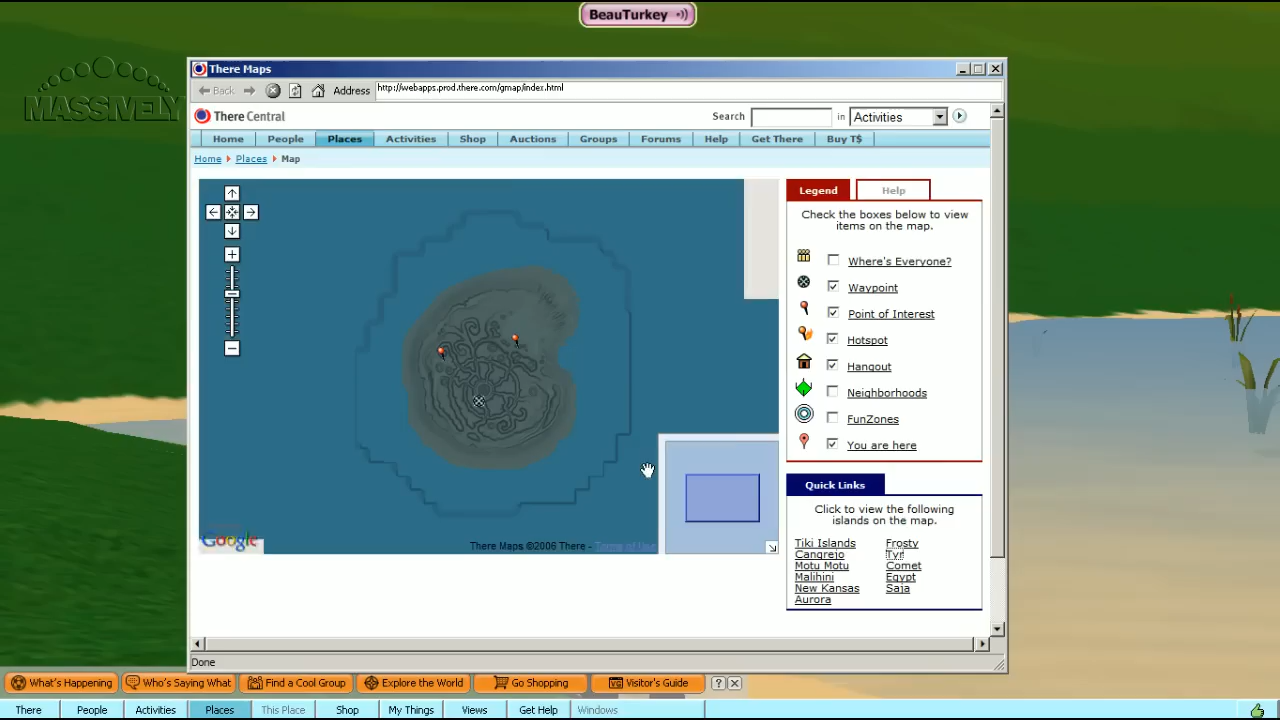 BeauTurkey
MASSIVELY
There Maps
Back Address http://webapps.prod.there.com/gmap/index.html
There Central Search in Activities
Home People Places Activities Shop Auctions Groups Forums Help Get There Buy T$
Home Places Map
Legend Help
Check the boxes below to view
items on the map.
Where's Everyone?
Waypoint
Point of Interest
Hotspot
Hangout
Neighborhoods
FunZones
You are here
Google
There Maps ©2006 There - Terms of Use
Quick Links
Click to view the following
islands on the map.
Tiki Islands Frosty
Cangrejo Tyr
Motu Motu Comet
Malihini Egypt
New Kansas Saja
Aurora
Done
What's Happening Who's Saying What Find a Cool Group Explore the World Go Shopping VG Visitor's Guide ?
There People Activities Places This Place Shop My Things Views Get Help Windows